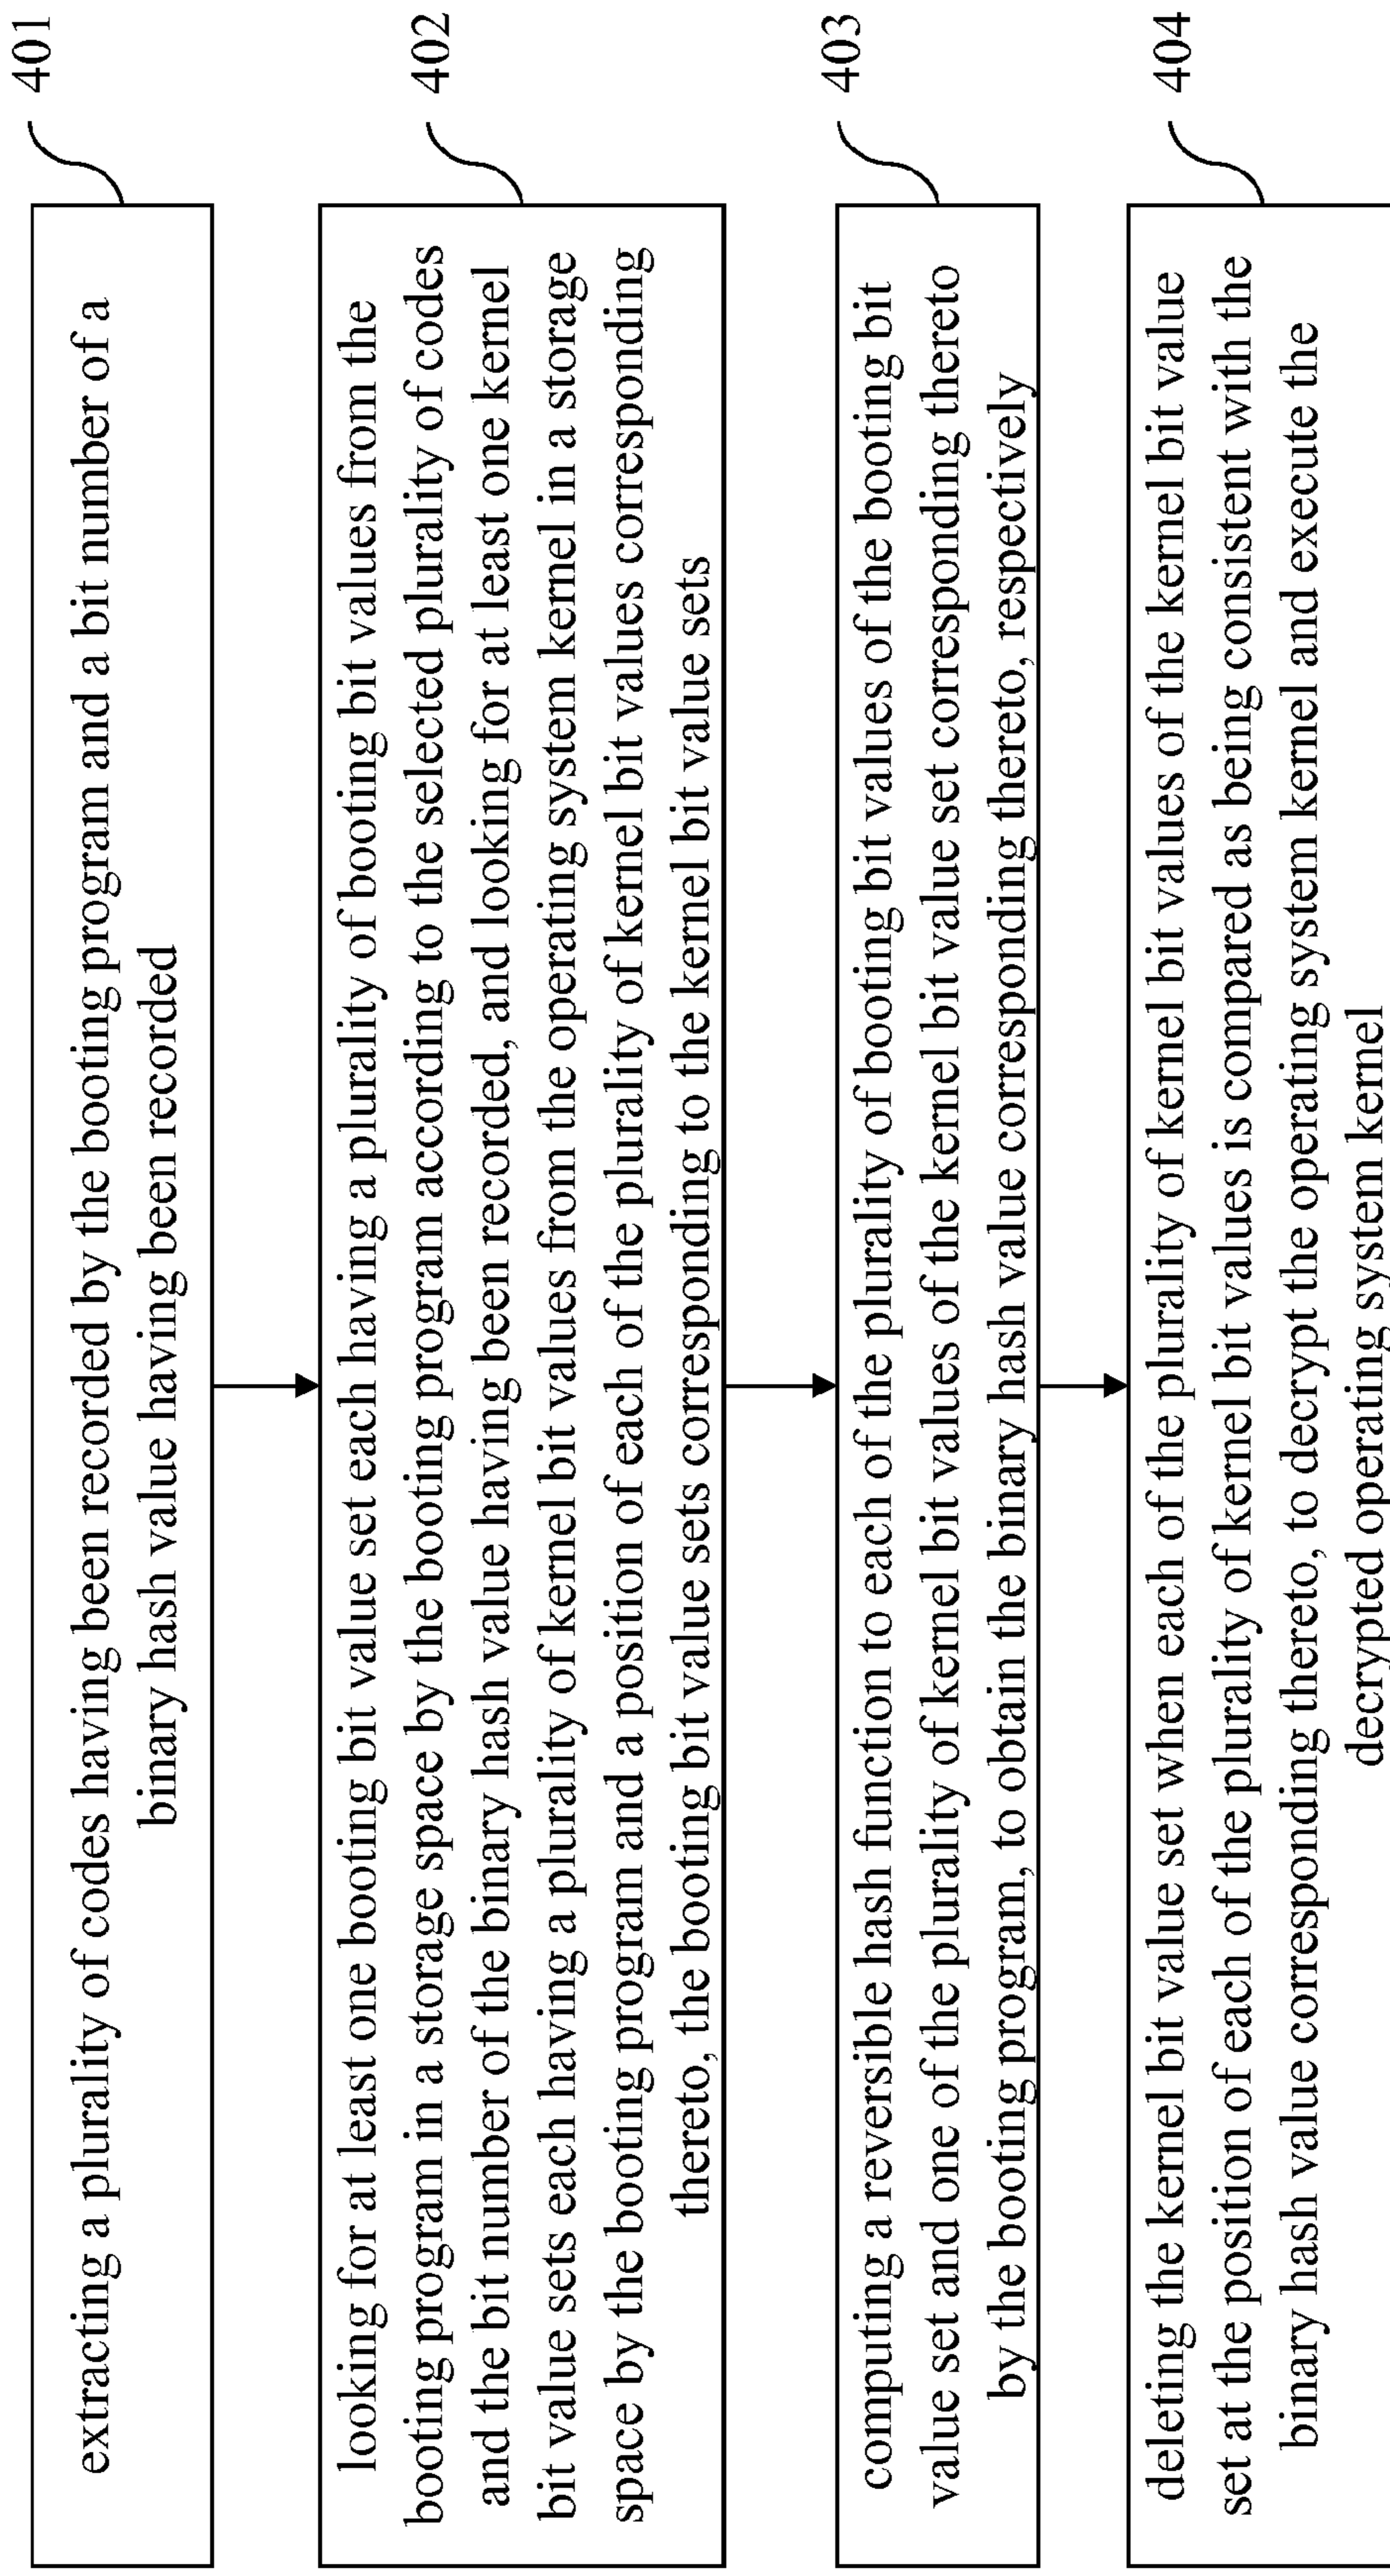 extracting a plurality of codes having been recorded by the booting program and a bit number of a
binary hash value having been recorded
401
looking for at least one booting bit value set each having a plurality of booting bit values from the
booting program in a storage space by the booting program according to the selected plurality of codes
and the bit number of the binary hash value having been recorded, and looking for at least one kernel
bit value sets each having a plurality of kernel bit values from the operating system kernel in a storage
space by the booting program and a position of each of the plurality of kernel bit values corresponding
thereto, the booting bit value sets corresponding to the kernel bit value sets
402
computing a reversible hash function to each of the plurality of booting bit values of the booting bit
value set and one of the plurality of kernel bit values of the kernel bit value set corresponding thereto
by the booting program, to obtain the binary hash value corresponding thereto, respectively
403
deleting the kernel bit value set when each of the plurality of kernel bit values of the kernel bit value
set at the position of each of the plurality of kernel bit values is compared as being consistent with the
binary hash value corresponding thereto, to decrypt the operating system kernel and execute the
decrypted operating system kernel
404